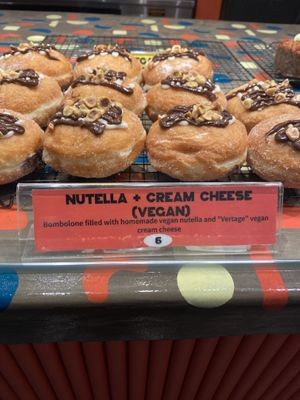 NUTELLA + CREAM CHEESE
(VEGAN)
Bombolone filled with homemade vegan nutella and "Vertage" vegan
cream cheese
6